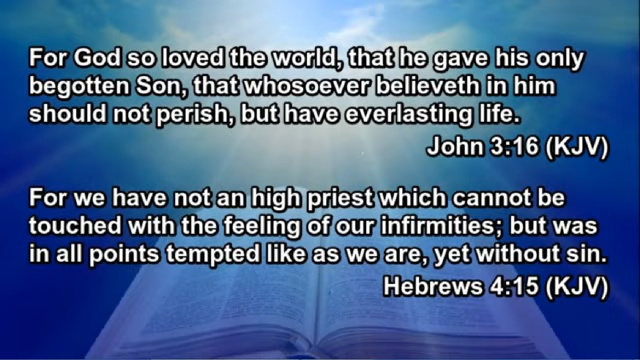 For God so loved the world, that he gave his only
begotten Son, that whosoever believeth in him
should not perish, but have everlasting life.
John 3:16 (KJV)
For we have not an high priest which cannot be
touched with the feeling of our infirmities; but was
in all points tempted like as we are, yet without sin.
Hebrews 4:15 (KJV)